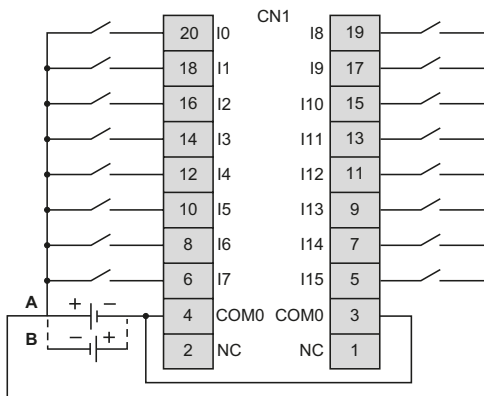 CN1
20 I0 I8 19
18 I1 I9 17
16 I2 I10 15
14 I3 I11 13
12 I4 I12 11
10 I5 I13 9
8 I6 I14 7
6 I7 I15 5
A + − 4 COM0 COM0 3
B − + 2 NC NC 1